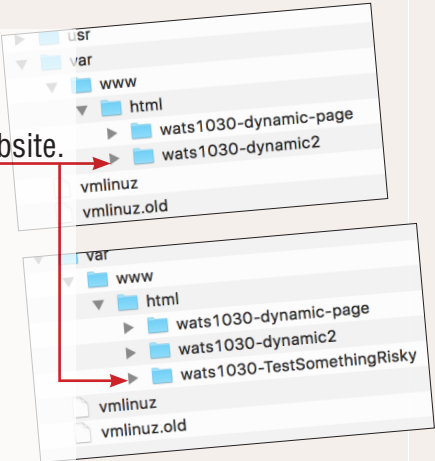 usr
var
www
html
wats1030-dynamic-page
bsite.
wats1030-dynamic2
vmlinuz
vmlinuz.old
var
www
html
wats1030-dynamic-page
wats1030-dynamic2
wats1030-TestSomethingRisky
vmlinuz
vmlinuz.old